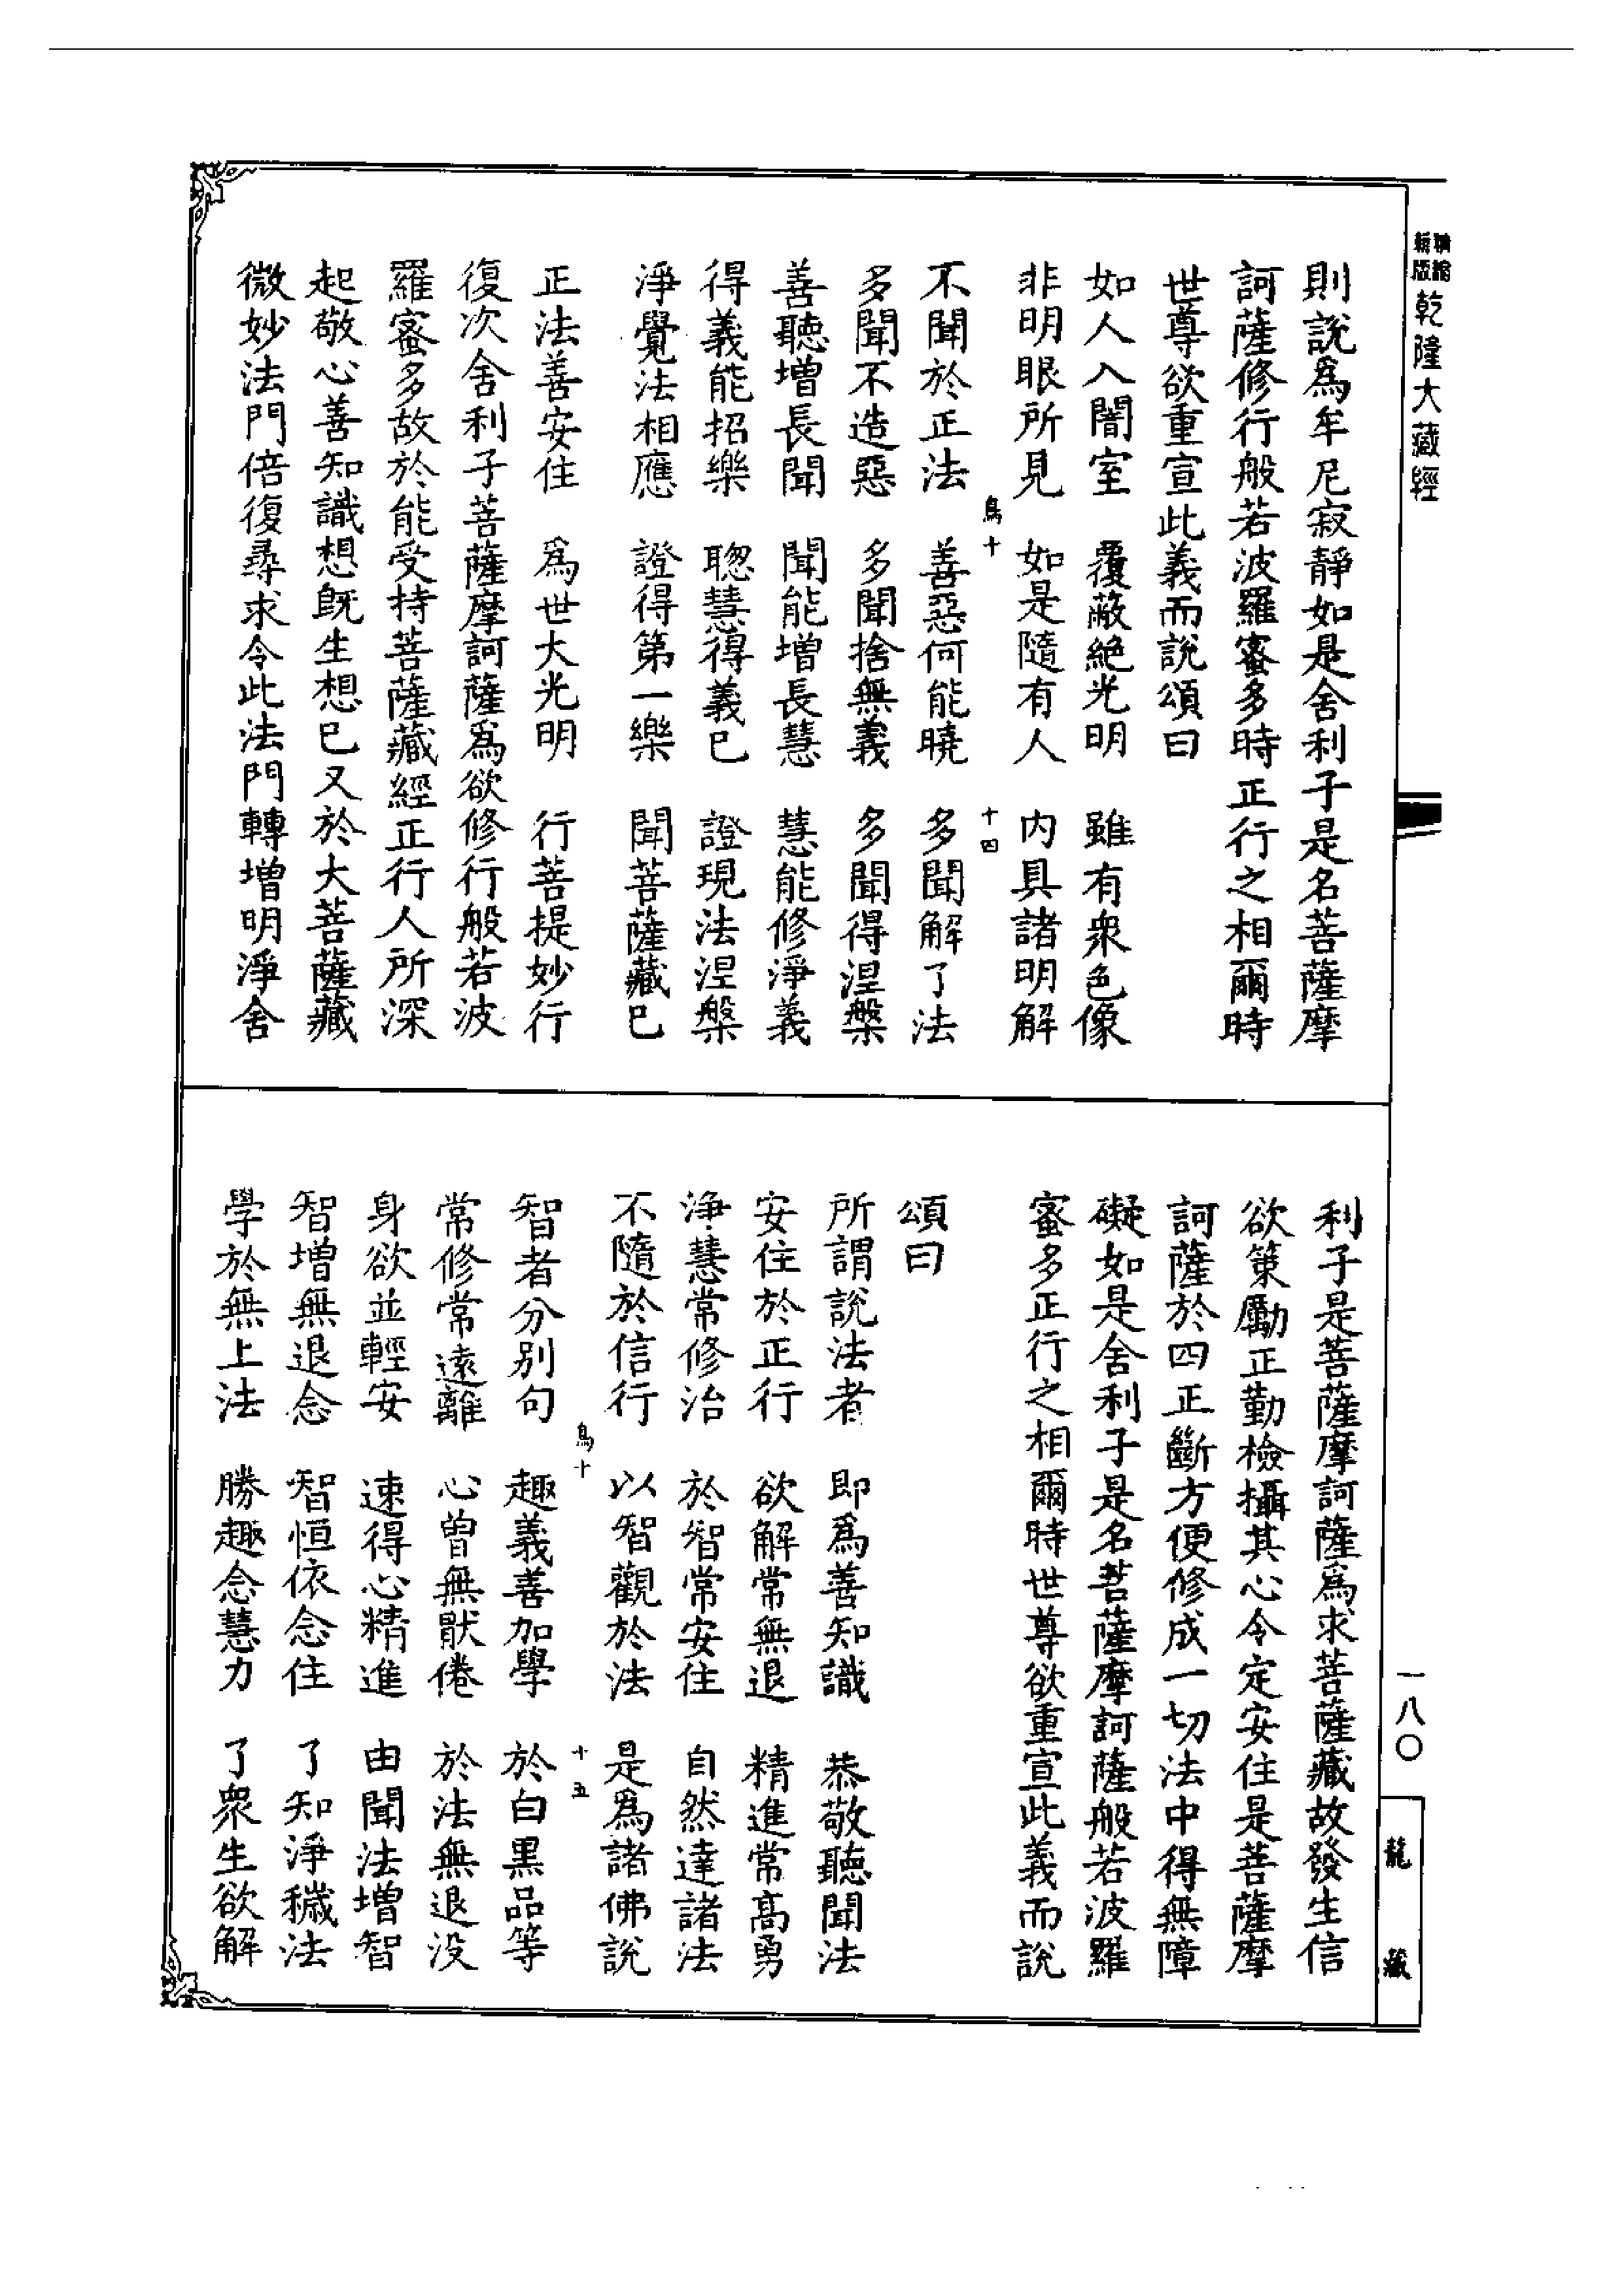 乾隆大藏經
則說爲牟尼寂靜如是舍利子是名菩薩摩
訶薩修行般若波羅蜜多時正行之相爾時
世尊欲重宣此義而說頌曰
如人入闇室　覆蔽絕光明　雖有衆色像
非明眼所見　如是隨有人　内具諸明解
鳥十　十四
不聞於正法　善惡何能曉　多聞解了法
多聞不造惡　多聞捨無義　多聞得涅槃
善聽增長聞　聞能增長慧　慧能修淨義
得義能招樂　聰慧得義已　證現法涅槃
淨覺法相應　證得第一樂　聞菩薩藏已
正法善安住　爲世大光明　行菩提妙行
復次舍利子菩薩摩訶薩爲欲修行般若波
羅蜜多故於能受持菩薩藏經正行人所深
起敬心善知識想旣生想已又於大菩薩藏
微妙法門倍復尋求令此法門轉增明淨舍
利子是菩薩摩訶薩爲求菩薩藏故發生信
欲策勵正勤檢攝其心令定安住是菩薩摩
訶薩於四正斷方便修成一切法中得無障
礙如是舍利子是名菩薩摩訶薩般若波羅
蜜多正行之相爾時世尊欲重宣此義而說
頌曰
所謂說法者　即爲善知識　恭敬聽聞法
安住於正行　欲解常無退　精進常高勇
淨慧常修治　於智常安住　自然達諸法
不隨於信行　以智觀於法　是爲諸佛說
鳥十　十五
智者分別句　趣義善加學　於白黑品等
常修常遠離　心曾無厭倦　於法無退没
身欲並輕安　速得心精進　由聞法增智
智增無退念　智恒依念住　了知淨穢法
學於無上法　勝趣念慧力　了衆生欲解
一八〇
龍藏